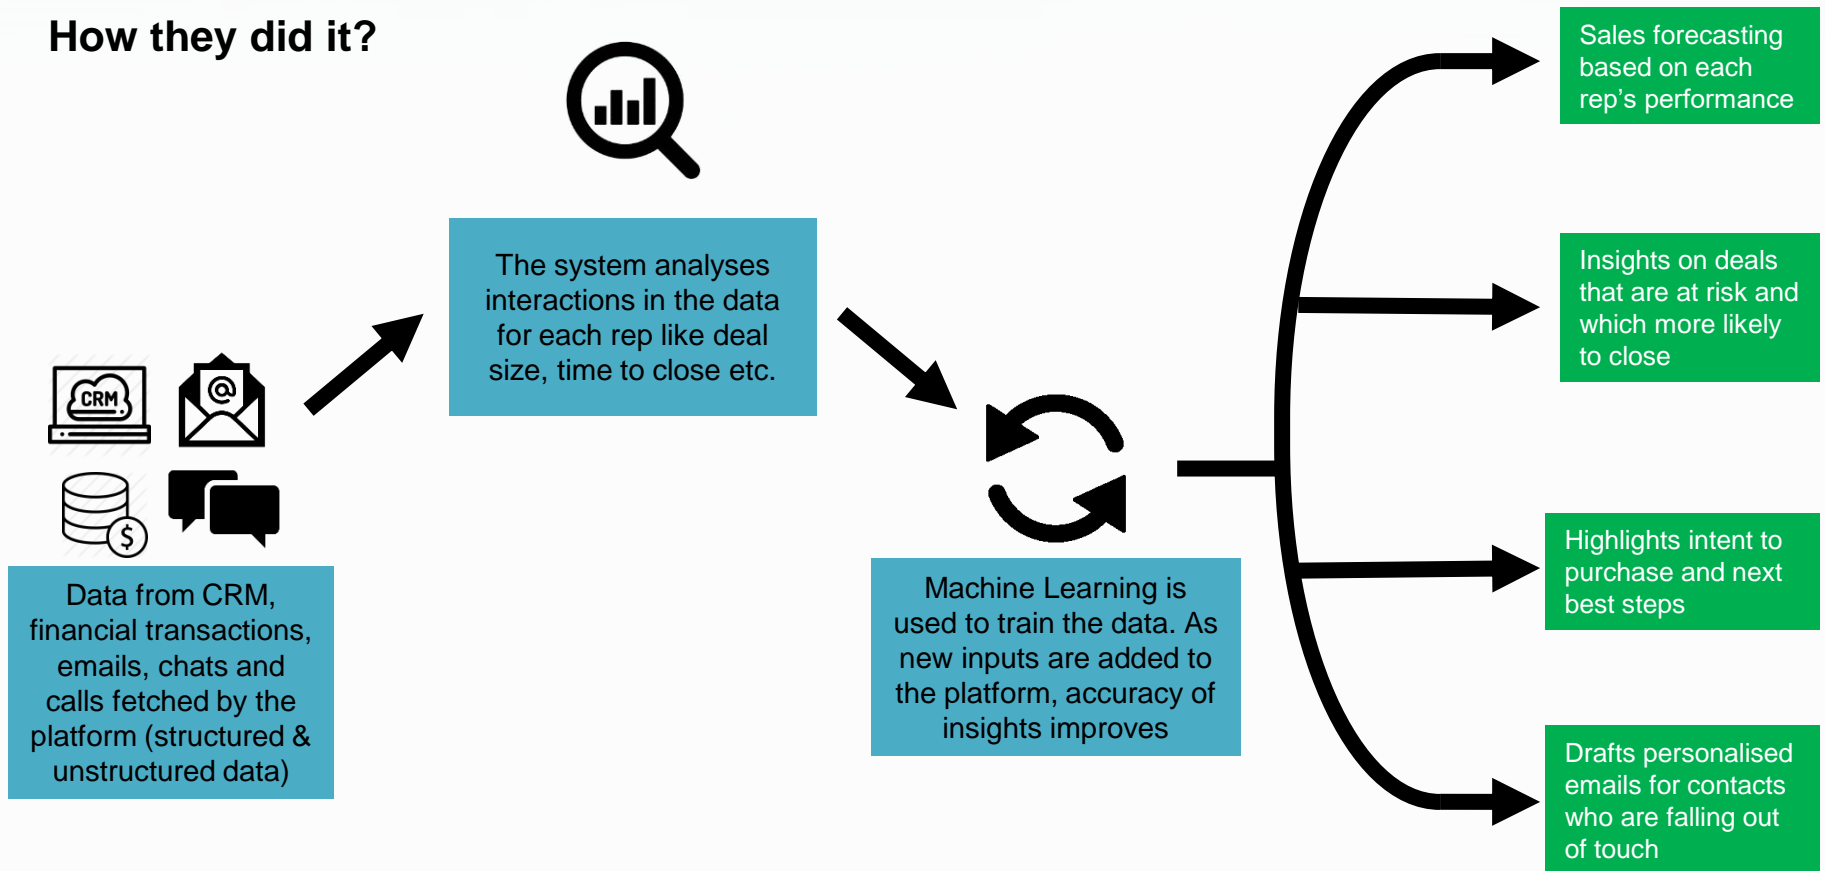 How they did it?
CRM
@
$
Data from CRM,
financial transactions,
emails, chats and
calls fetched by the
platform (structured &
unstructured data)
The system analyses
interactions in the data
for each rep like deal
size, time to close etc.
Machine Learning is
used to train the data. As
new inputs are added to
the platform, accuracy of
insights improves
Sales forecasting
based on each
rep’s performance
Insights on deals
that are at risk and
which more likely
to close
Highlights intent to
purchase and next
best steps
Drafts personalised
emails for contacts
who are falling out
of touch